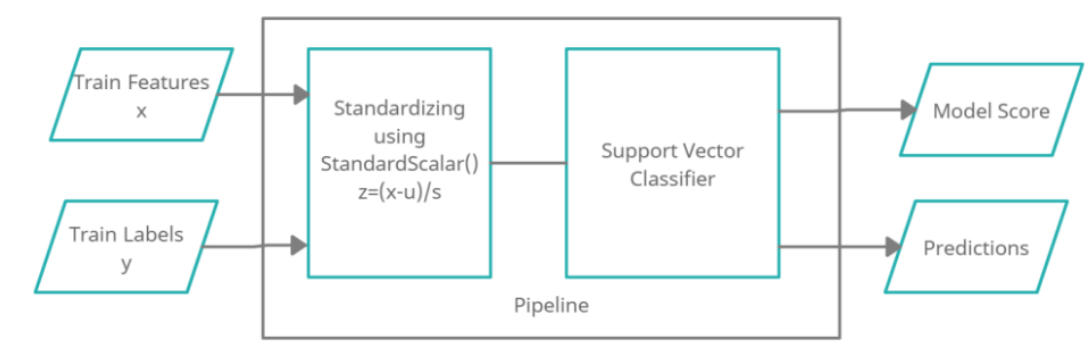 Train Features
x
Train Labels
y
Standardizing
using
StandardScalar()
z=(x-u)/s
Support Vector
Classifier
Pipeline
Model Score
Predictions